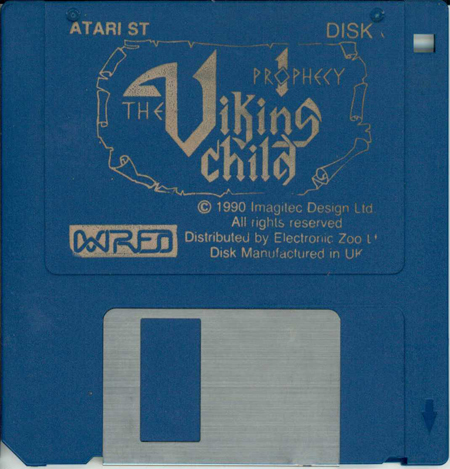 ATARI ST
DISK
PROPHECY
THE Viking
child
© 1990 Imagitec Design Ltd.
All rights reserved
WIRED
Distributed by Electronic Zoo
Disk Manufactured in UK